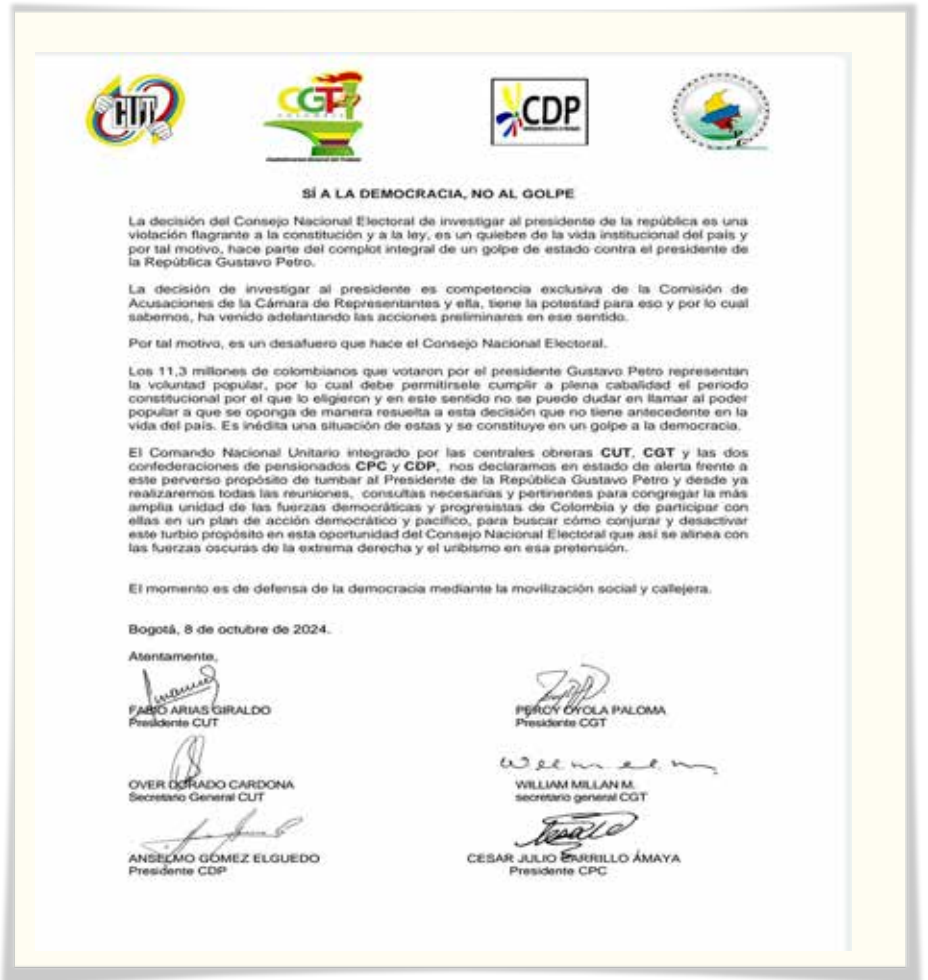 CUT
CGT
COLOMBIA
Confederación General del Trabajo
CDP
SÍ A LA DEMOCRACIA, NO AL GOLPE
La decisión del Consejo Nacional Electoral de investigar al presidente de la república es una
violación flagrante a la constitución y a la ley, es un quiebre de la vida institucional del país y
por tal motivo, hace parte del complot integral de un golpe de estado contra el presidente de
la República Gustavo Petro.
La decisión de investigar al presidente es competencia exclusiva de la Comisión de
Acusaciones de la Cámara de Representantes y ella, tiene la potestad para eso y por lo cual
sabemos, ha venido adelantando las acciones preliminares en ese sentido.
Por tal motivo, es un desafuero que hace el Consejo Nacional Electoral.
Los 11,3 millones de colombianos que votaron por el presidente Gustavo Petro representan
la voluntad popular, por lo cual debe permitírsele cumplir a plena cabalidad el periodo
constitucional por el que lo eligieron y en este sentido no se puede dudar en llamar al poder
popular a que se oponga de manera resuelta a esta decisión que no tiene antecedente en la
vida del país. Es inédita una situación de estas y se constituye en un golpe a la democracia.
El Comando Nacional Unitario integrado por las centrales obreras CUT, CGT y las dos
confederaciones de pensionados CPC y CDP, nos declaramos en estado de alerta frente a
este perverso propósito de tumbar al Presidente de la República Gustavo Petro y desde ya
realizaremos todas las reuniones, consultas necesarias y pertinentes para congregar la más
amplia unidad de las fuerzas democráticas y progresistas de Colombia y de participar con
ellas en un plan de acción democrático y pacífico, para buscar cómo conjurar y desactivar
este turbio propósito en esta oportunidad del Consejo Nacional Electoral que así se alinea con
las fuerzas oscuras de la extrema derecha y el uribismo en esa pretensión.
El momento es de defensa de la democracia mediante la movilización social y callejera.
Bogotá, 8 de octubre de 2024.
Atentamente,
FABIO ARIAS GIRALDO
Presidente CUT
PERCY OYOLA PALOMA
Presidente CGT
OVER DORADO CARDONA
Secretario General CUT
WILLIAM MILLAN M.
secretario general CGT
ANSELMO GÓMEZ ELGUEDO
Presidente CDP
CESAR JULIO CARRILLO ÁMAYA
Presidente CPC